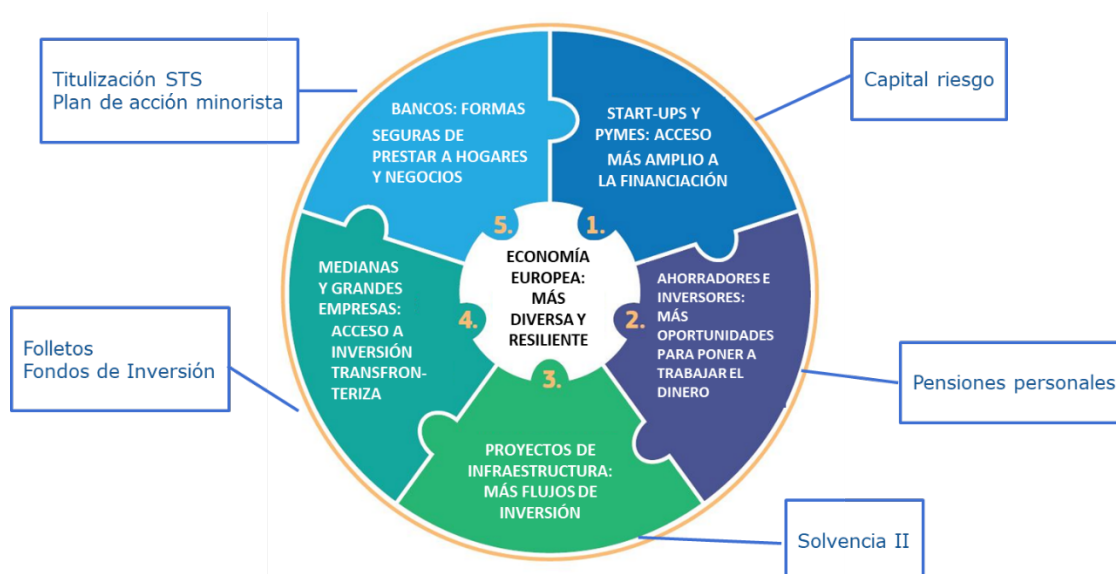 Titulización STS
Plan de acción minorista
Capital riesgo
BANCOS: FORMAS
SEGURAS DE
PRESTAR A HOGARES
Y NEGOCIOS
5.
START-UPS Y
PYMES: ACCESO
MÁS AMPLIO A
LA FINANCIACIÓN
1.
ECONOMÍA
EUROPEA:
MÁS
DIVERSA Y
RESILIENTE
AHORRADORES E
INVERSORES:
MÁS
OPORTUNIDADES
PARA PONER A
TRABAJAR EL
DINERO
2.
MEDIANAS
Y GRANDES
EMPRESAS:
ACCESO A
INVERSIÓN
TRANSFRON-
TERIZA
4.
3.
PROYECTOS DE
INFRAESTRUCTURA:
MÁS FLUJOS DE
INVERSIÓN
Folletos
Fondos de Inversión
Pensiones personales
Solvencia II